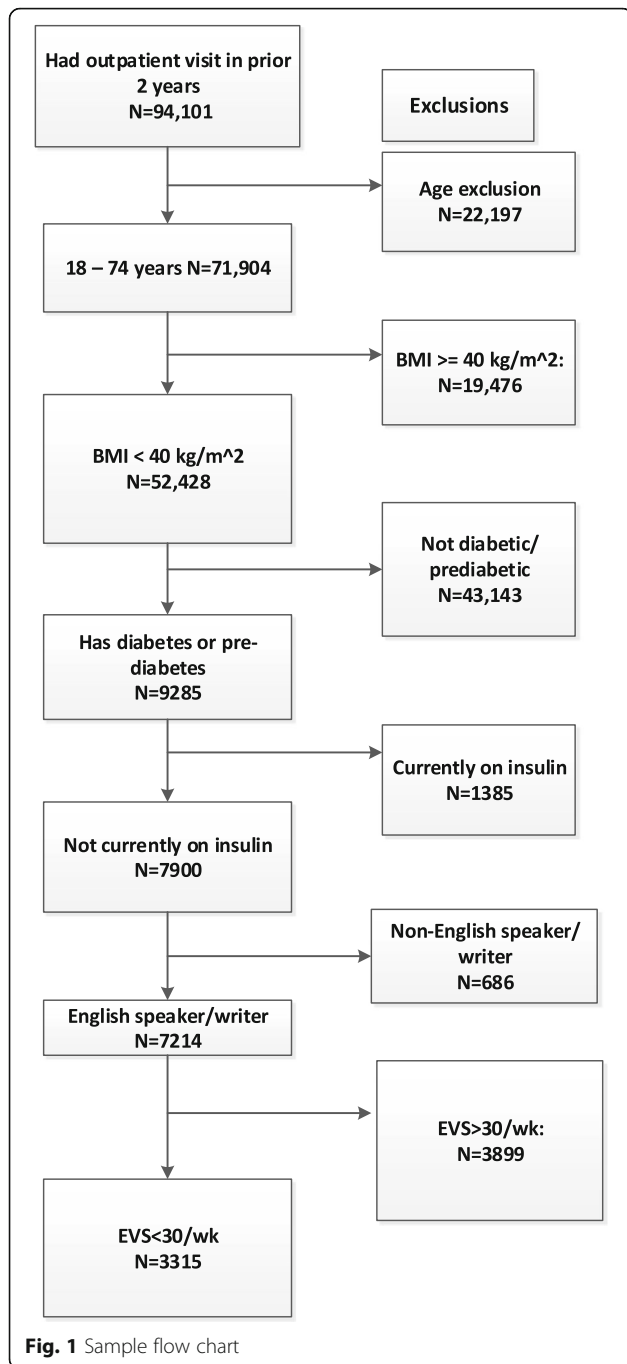 Had outpatient visit in prior
2 years
N=94,101
Exclusions
Age exclusion
N=22,197
18 – 74 years N=71,904
BMI >= 40 kg/m^2:
N=19,476
BMI < 40 kg/m^2
N=52,428
Not diabetic/
prediabetic
N=43,143
Has diabetes or pre-
diabetes
N=9285
Currently on insulin
N=1385
Not currently on insulin
N=7900
Non-English speaker/
writer
N=686
English speaker/writer
N=7214
EVS>30/wk:
N=3899
EVS<30/wk
N=3315
Fig. 1 Sample flow chart